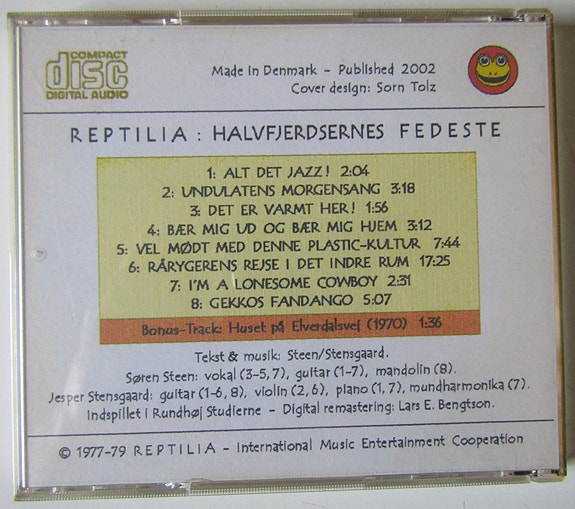 COMPACT
disc
DIGITAL AUDIO
Made in Denmark - Published 2002
Cover design: Sorn Tolz
REPTILIA : HALVFJERDSERNES FEDESTE
1: ALT DET JAZZ! 2:04
2: UNDULATENS MORGENSANG 3:18
3: DET ER VARMT HER! 1:56
4: BÆR MIG UD OG BÆR MIG HJEM 3:12
5: VEL MØDT MED DENNE PLASTIC-KULTUR 7:44
6: RÅRYGERENS REJSE I DET INDRE RUM 17:25
7: I'M A LONESOME COWBOY 2:31
8: GEKKOS FANDANGO 5:07
Bonus-Track: Huset på Elverdalsvej (1970) 1:36
Tekst & musik: Steen/Stensgaard.
Søren Steen: vokal (3-5, 7), guitar (1-7), mandolin (8).
Jesper Stensgaard: guitar (1-6, 8), violin (2, 6), piano (1, 7), mundharmonika (7).
Indspillet i Rundhøj Studierne - Digital remastering: Lars E. Bengtson.
© 1977-79 REPTILIA - International Music Entertainment Cooperation